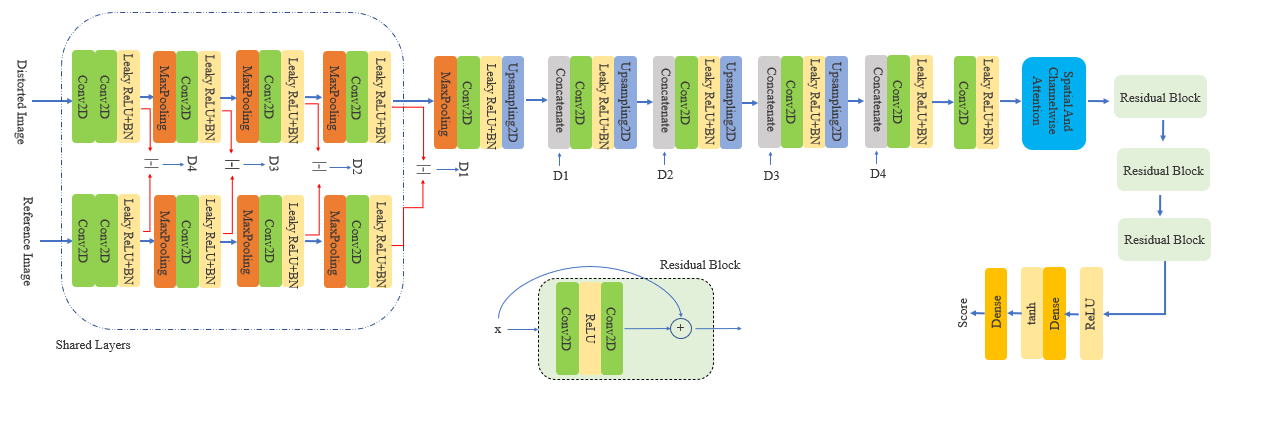 Distorted Image
Conv2D
Conv2D
Leaky ReLU+BN
MaxPooling
Conv2D
Leaky ReLU+BN
MaxPooling
Conv2D
Leaky ReLU+BN
MaxPooling
Conv2D
Leaky ReLU+BN
MaxPooling
Conv2D
Leaky ReLU+BN
Upsampling2D
Concatenate
Conv2D
Leaky ReLU+BN
Upsampling2D
Concatenate
Conv2D
Leaky ReLU+BN
Upsampling2D
Concatenate
Conv2D
Leaky ReLU+BN
Upsampling2D
Concatenate
Conv2D
Leaky ReLU+BN
Conv2D
Leaky ReLU+BN
Spatial And
Channelwise
Attention
Residual Block
Residual Block
Residual Block
|-|
D4
|-|
D3
|-|
D2
|-|
D1
D1
D2
D3
D4
Reference Image
Conv2D
Conv2D
Leaky ReLU+BN
MaxPooling
Conv2D
Leaky ReLU+BN
MaxPooling
Conv2D
Leaky ReLU+BN
MaxPooling
Conv2D
Leaky ReLU+BN
Shared Layers
Residual Block
x
Conv2D
ReLU
Conv2D
+
ReLU
Dense
tanh
Dense
Score